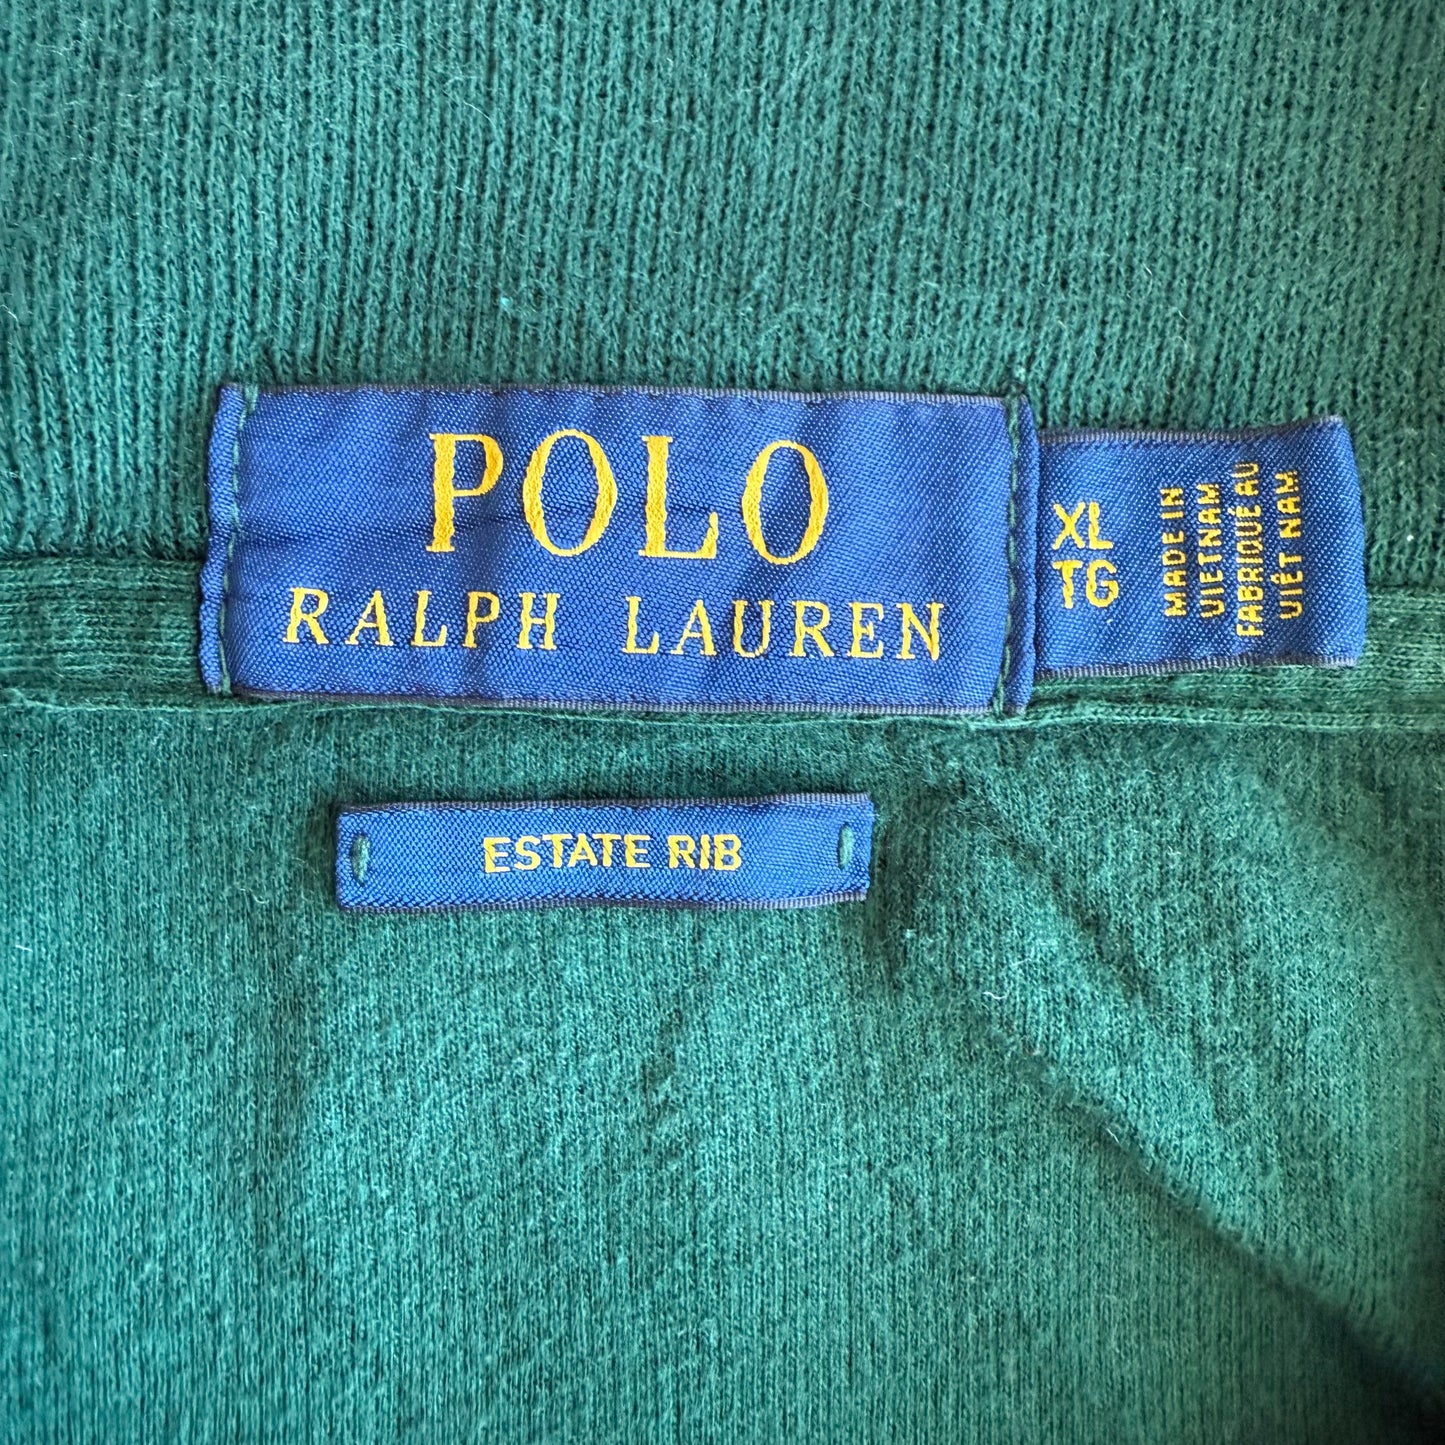 POLO
RALPH LAUREN
XL
TG
MADE IN
VIETNAM
FABRIQUÉ AU
VIÊT NAM
ESTATE RIB